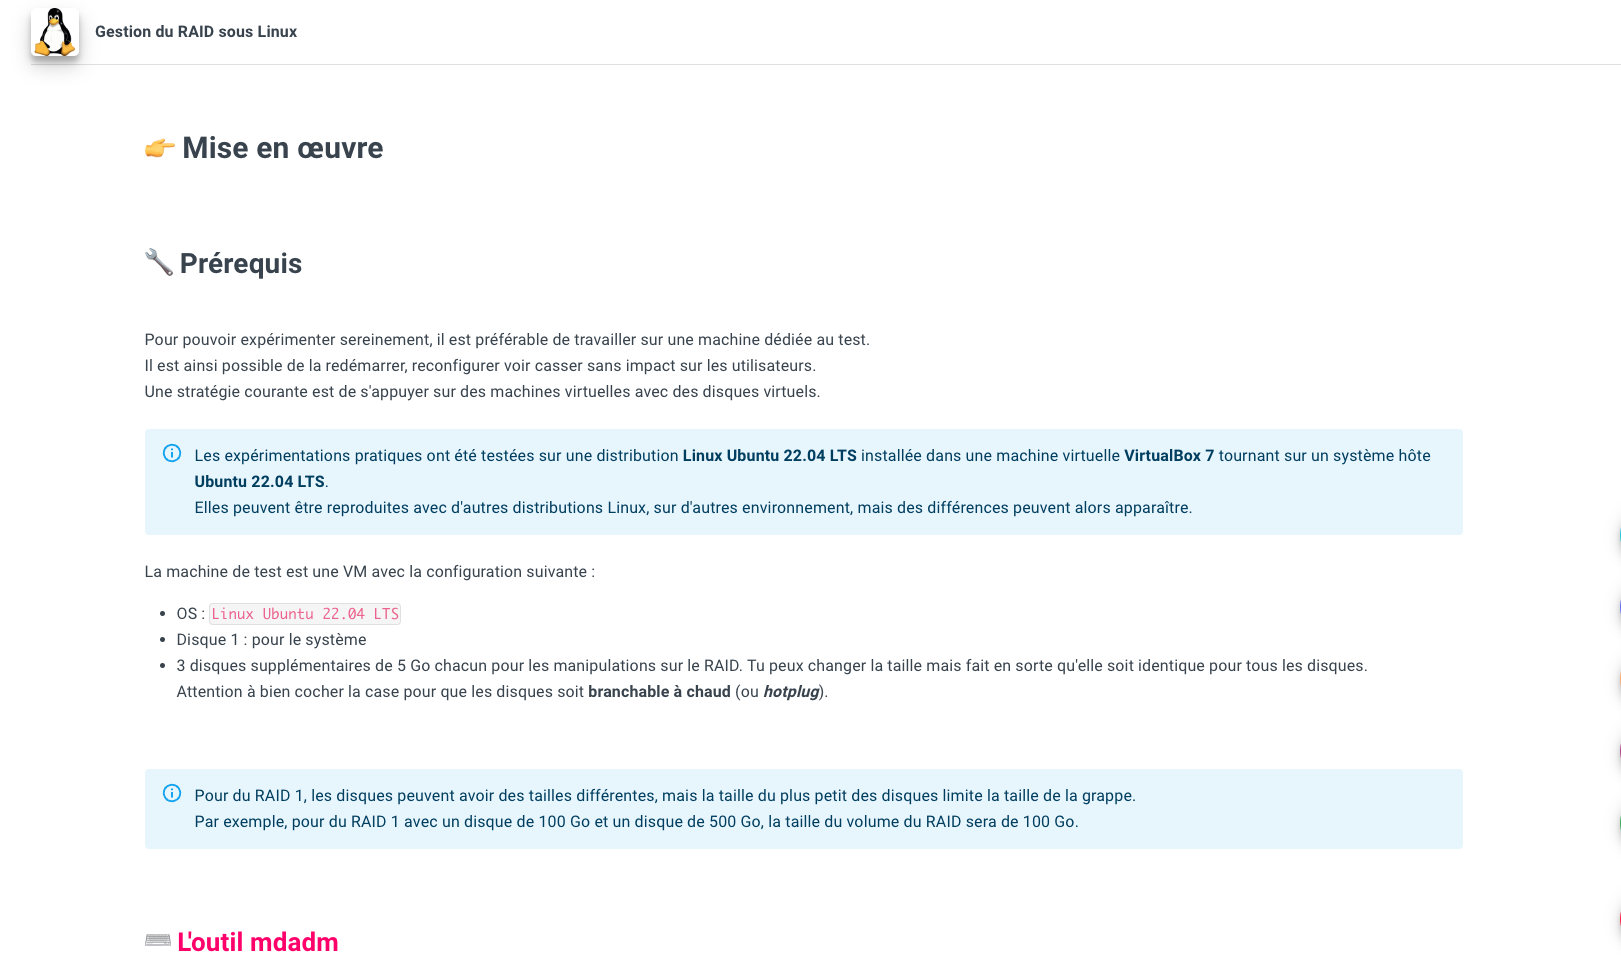 Gestion du RAID sous Linux
👉 Mise en œuvre
🔧 Prérequis
Pour pouvoir expérimenter sereinement, il est préférable de travailler sur une machine dédiée au test.
Il est ainsi possible de la redémarrer, reconfigurer voir casser sans impact sur les utilisateurs.
Une stratégie courante est de s'appuyer sur des machines virtuelles avec des disques virtuels.
Les expérimentations pratiques ont été testées sur une distribution Linux Ubuntu 22.04 LTS installée dans une machine virtuelle VirtualBox 7 tournant sur un système hôte
Ubuntu 22.04 LTS.
Elles peuvent être reproduites avec d'autres distributions Linux, sur d'autres environnement, mais des différences peuvent alors apparaître.
La machine de test est une VM avec la configuration suivante :
• OS : Linux Ubuntu 22.04 LTS
• Disque 1 : pour le système
• 3 disques supplémentaires de 5 Go chacun pour les manipulations sur le RAID. Tu peux changer la taille mais fait en sorte qu'elle soit identique pour tous les disques.
Attention à bien cocher la case pour que les disques soit branchable à chaud (ou hotplug).
Pour du RAID 1, les disques peuvent avoir des tailles différentes, mais la taille du plus petit des disques limite la taille de la grappe.
Par exemple, pour du RAID 1 avec un disque de 100 Go et un disque de 500 Go, la taille du volume du RAID sera de 100 Go.
⌨️ L'outil mdadm